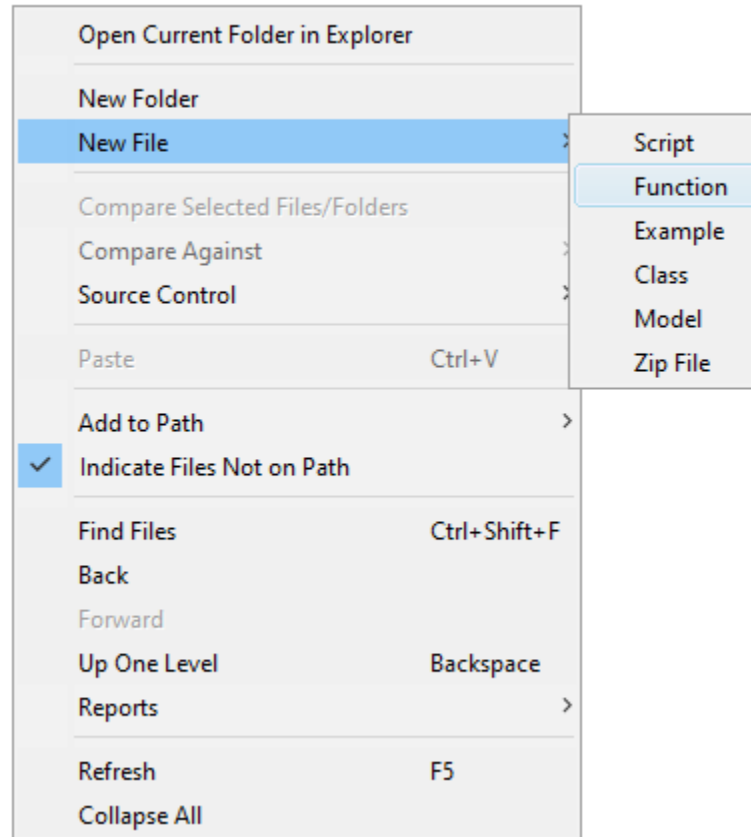 Open Current Folder in Explorer
New Folder
New File
Script
Function
Example
Class
Model
Zip File
Compare Selected Files/Folders
Compare Against
Source Control
Paste Ctrl+V
Add to Path
Indicate Files Not on Path
Find Files Ctrl+Shift+F
Back
Forward
Up One Level Backspace
Reports
Refresh F5
Collapse All